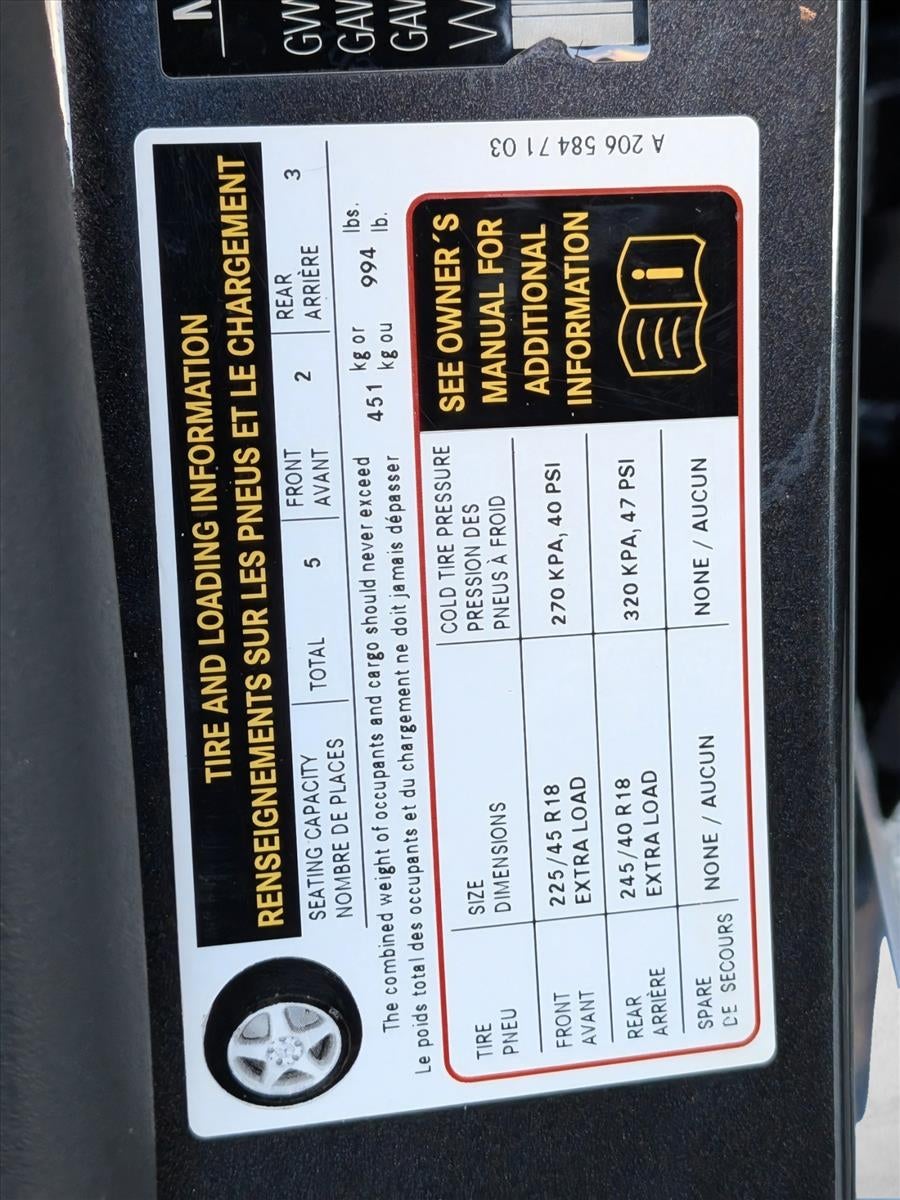 GVW
GAW
GAW
TIRE AND LOADING INFORMATION
RENSEIGNEMENTS SUR LES PNEUS ET LE CHARGEMENT
SEATING CAPACITY TOTAL 5 FRONT 2 REAR 3
NOMBRE DE PLACES AVANT ARRIÈRE
The combined weight of occupants and cargo should never exceed 451 kg or 994 lbs.
Le poids total des occupants et du chargement ne doit jamais dépasser kg ou lb.
TIRE SIZE COLD TIRE PRESSURE
PNEU DIMENSIONS PRESSION DES
PNEUS À FROID
FRONT 225/45 R18 270 KPA, 40 PSI
AVANT EXTRA LOAD
REAR 245/40 R18 320 KPA, 47 PSI
ARRIÈRE EXTRA LOAD
SPARE NONE / AUCUN NONE / AUCUN
DE SECOURS
SEE OWNER´S
MANUAL FOR
ADDITIONAL
INFORMATION
A 206 584 71 03